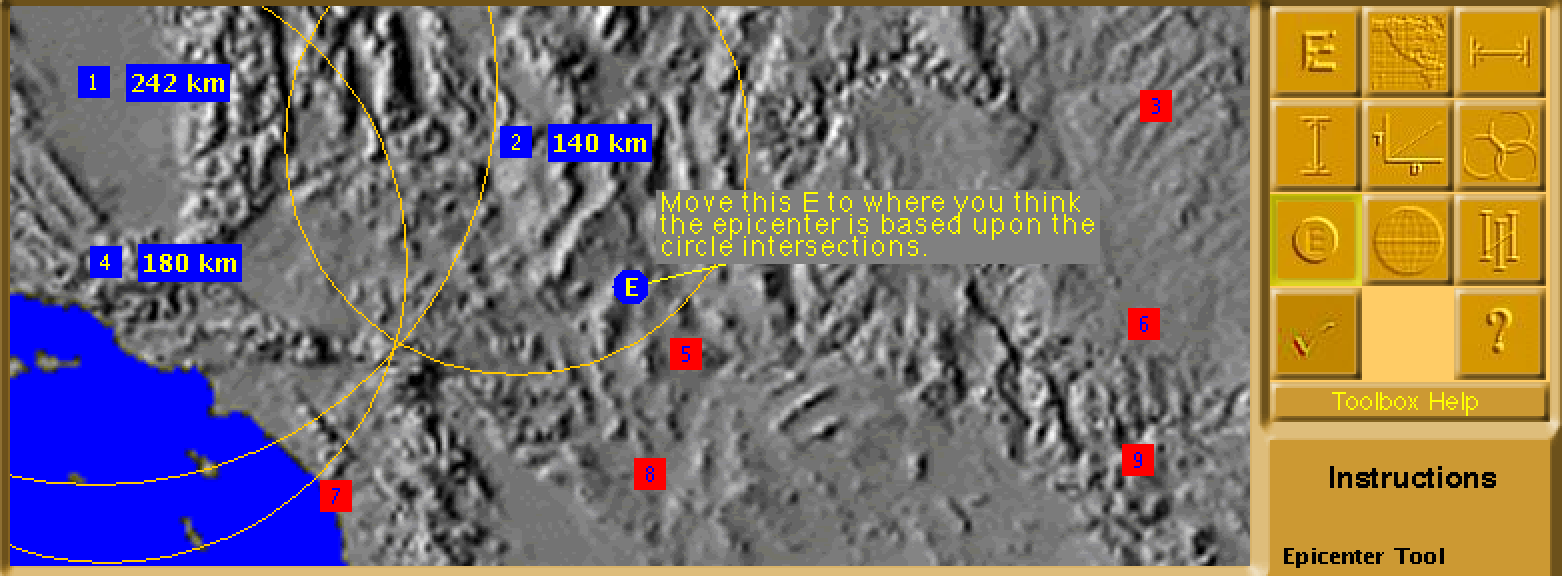 1 242 km
3
2 140 km
Move this E to where you think
the epicenter is based upon the
circle intersections.
4 180 km
E
6
5
9
8
7
E
T
D
E
?
Toolbox Help
Instructions
Epicenter Tool